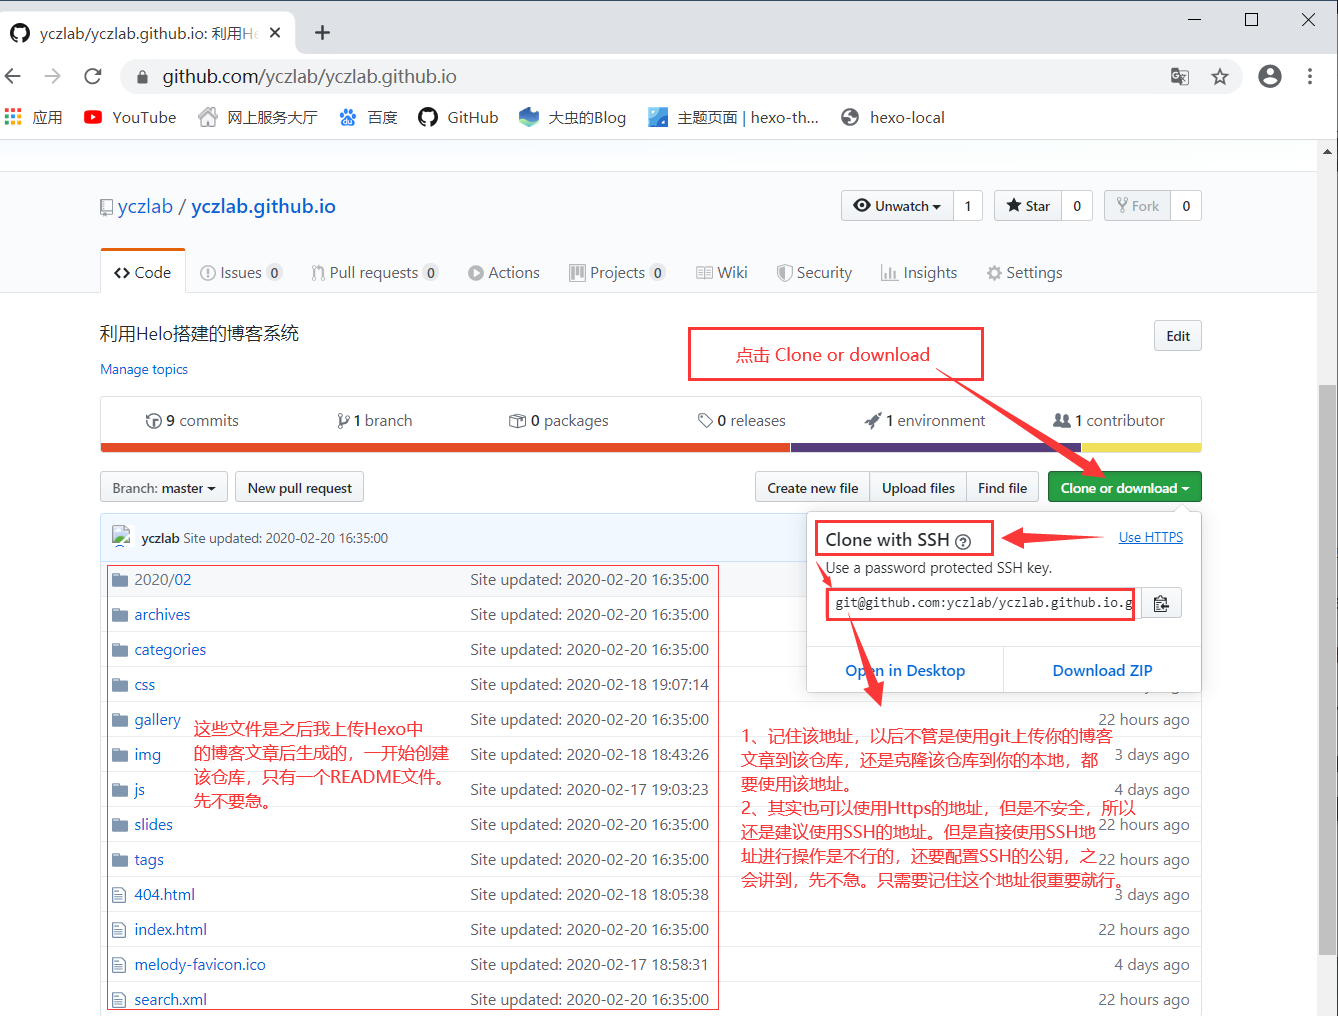 yczlab/yczlab.github.io: 利用He
github.com/yczlab/yczlab.github.io
应用 YouTube 网上服务大厅 百度 GitHub 大虫的Blog 主题页面 | hexo-th... hexo-local
yczlab / yczlab.github.io
Unwatch 1 Star 0 Fork 0
Code Issues 0 Pull requests 0 Actions Projects 0 Wiki Security Insights Settings
利用Helo搭建的博客系统
Edit
点击 Clone or download
Manage topics
9 commits 1 branch 0 packages 0 releases 1 environment 1 contributor
Branch: master New pull request Create new file Upload files Find file Clone or download
yczlab Site updated: 2020-02-20 16:35:00
Clone with SSH ?
Use HTTPS
Use a password protected SSH key.
git@github.com:yczlab/yczlab.github.io.g
Open in Desktop Download ZIP
2020/02 Site updated: 2020-02-20 16:35:00
archives Site updated: 2020-02-20 16:35:00
categories Site updated: 2020-02-20 16:35:00
css Site updated: 2020-02-18 19:07:14
gallery Site updated: 2020-02-20 16:35:00 22 hours ago
img Site updated: 2020-02-18 18:43:26 3 days ago
js Site updated: 2020-02-17 19:03:23 4 days ago
slides Site updated: 2020-02-20 16:35:00 22 hours ago
tags Site updated: 2020-02-20 16:35:00 22 hours ago
404.html Site updated: 2020-02-18 18:05:38 3 days ago
index.html Site updated: 2020-02-20 16:35:00 22 hours ago
melody-favicon.ico Site updated: 2020-02-17 18:58:31 4 days ago
search.xml Site updated: 2020-02-20 16:35:00 22 hours ago
这些文件是之后我上传Hexo中
的博客文章后生成的，一开始创建
该仓库，只有一个README文件。
先不要急。
1、记住该地址，以后不管是使用git上传你的博客
文章到该仓库，还是克隆该仓库到你的本地，都
要使用该地址。
2、其实也可以使用Https的地址，但是不安全，所以
还是建议使用SSH的地址。但是直接使用SSH地
址进行操作是不行的，还要配置SSH的公钥，之
会讲到，先不急。只需要记住这个地址很重要就行。